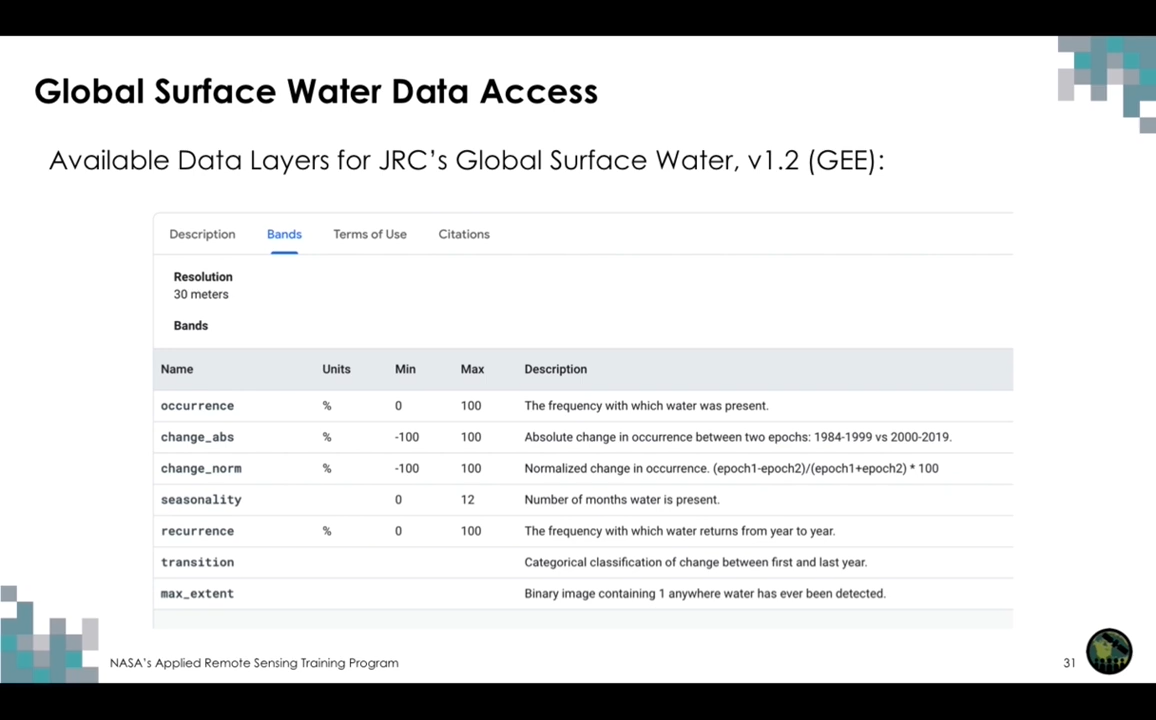 Global Surface Water Data Access
Available Data Layers for JRC's Global Surface Water, v1.2 (GEE):
Description Bands Terms of Use Citations
Resolution
30 meters
Bands
Name Units Min Max Description
occurrence % 0 100 The frequency with which water was present.
change_abs % -100 100 Absolute change in occurrence between two epochs: 1984-1999 vs 2000-2019.
change_norm % -100 100 Normalized change in occurrence. (epoch1-epoch2)/(epoch1+epoch2) * 100
seasonality 0 12 Number of months water is present.
recurrence % 0 100 The frequency with which water returns from year to year.
transition Categorical classification of change between first and last year.
max_extent Binary image containing 1 anywhere water has ever been detected.
NASA's Applied Remote Sensing Training Program 31